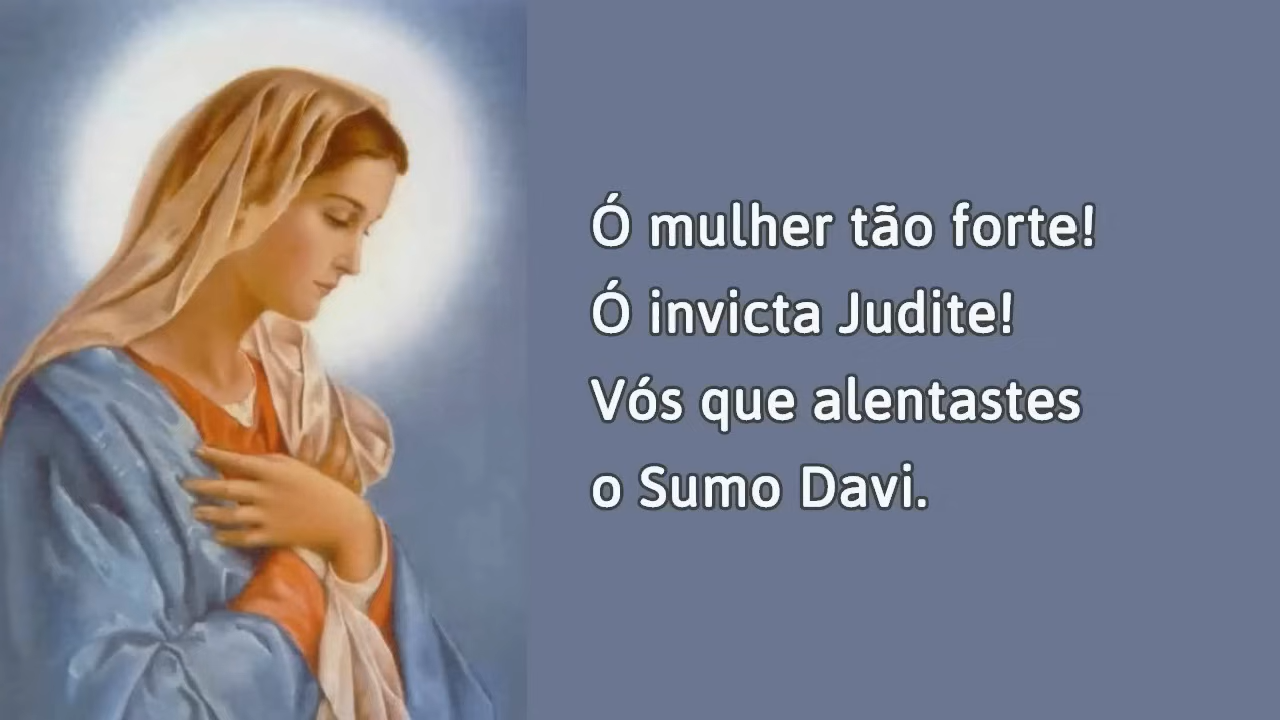 Ó mulher tão forte!
Ó invicta Judite!
Vós que alentastes
o Sumo Davi.